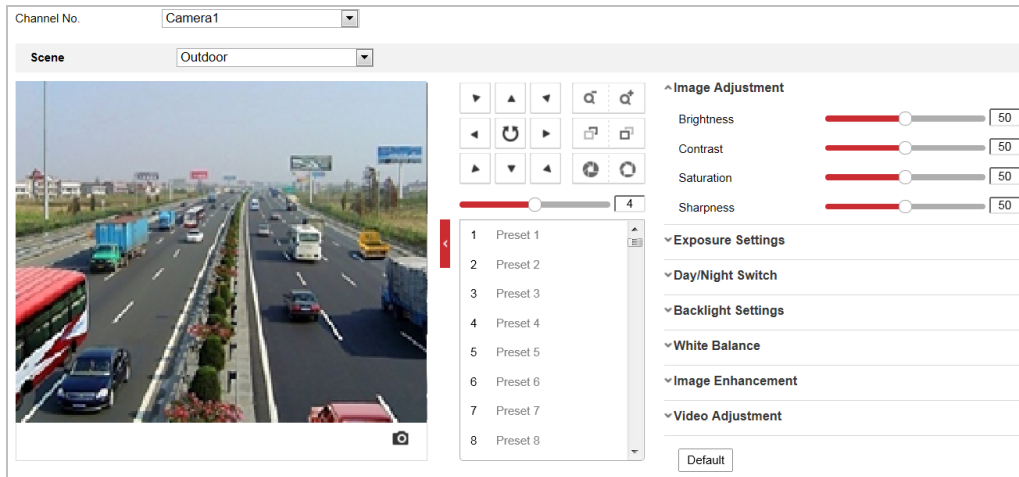 Channel No. Camera1
Scene Outdoor
Image Adjustment
Brightness 50
Contrast 50
Saturation 50
Sharpness 50
4
1 Preset 1
2 Preset 2
3 Preset 3
4 Preset 4
5 Preset 5
6 Preset 6
7 Preset 7
8 Preset 8
Exposure Settings
Day/Night Switch
Backlight Settings
White Balance
Image Enhancement
Video Adjustment
Default